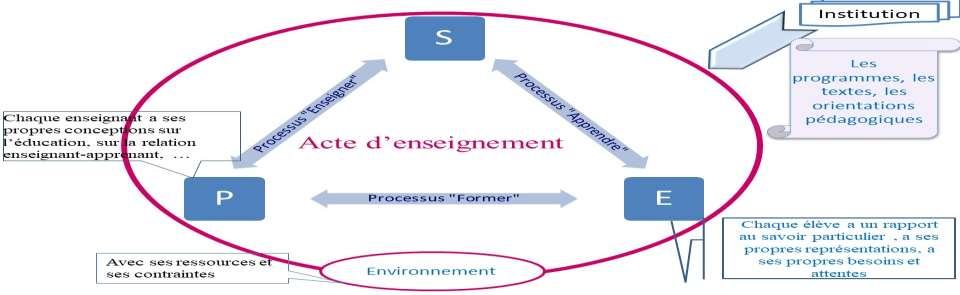 S
Institution
Les
programmes, les
textes, les
orientations
pédagogiques
Processus "Enseigner"
Processus "Apprendre"
Chaque enseignant a ses
propres conceptions sur
l'éducation, sur la relation
enseignant-apprenant, …
Acte d'enseignement
P
Processus "Former"
E
Chaque élève a un rapport
au savoir particulier , a ses
propres représentations, a
ses propres besoins et
attentes
Avec ses ressources et
ses contraintes
Environnement